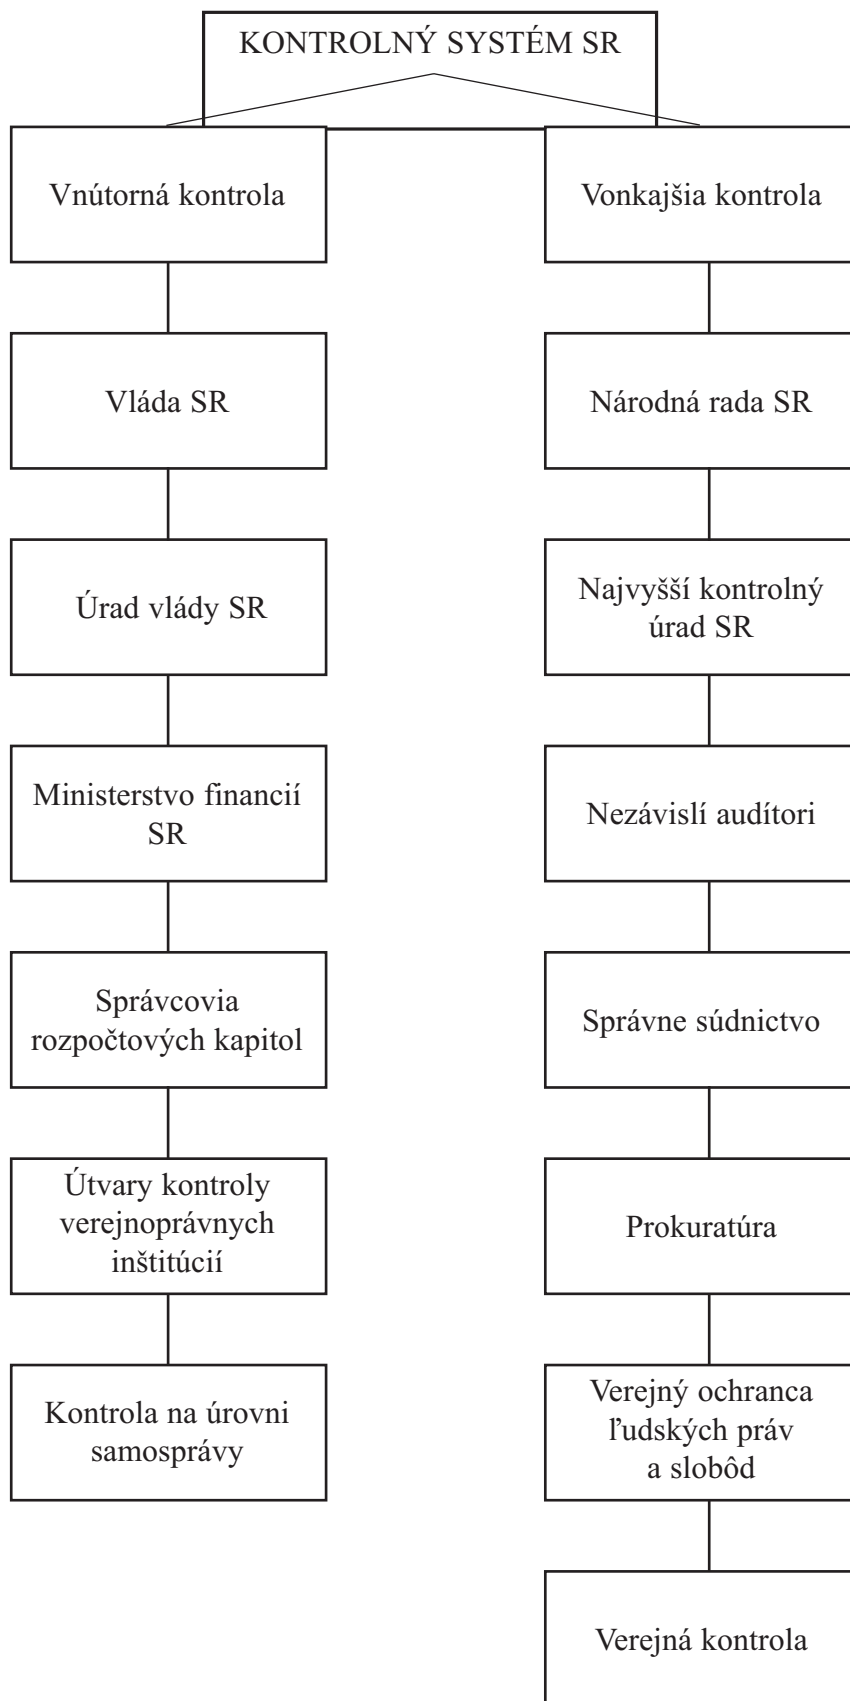 KONTROLNÝ SYSTÉM SR
Vnútorná kontrola
Vláda SR
Úrad vlády SR
Ministerstvo financií
SR
Správcovia
rozpočtových kapitol
Útvary kontroly
verejnoprávnych
inštitúcií
Kontrola na úrovni
samosprávy
Vonkajšia kontrola
Národná rada SR
Najvyšší kontrolný
úrad SR
Nezávislí audítori
Správne súdnictvo
Prokuratúra
Verejný ochranca
ľudských práv
a slobôd
Verejná kontrola